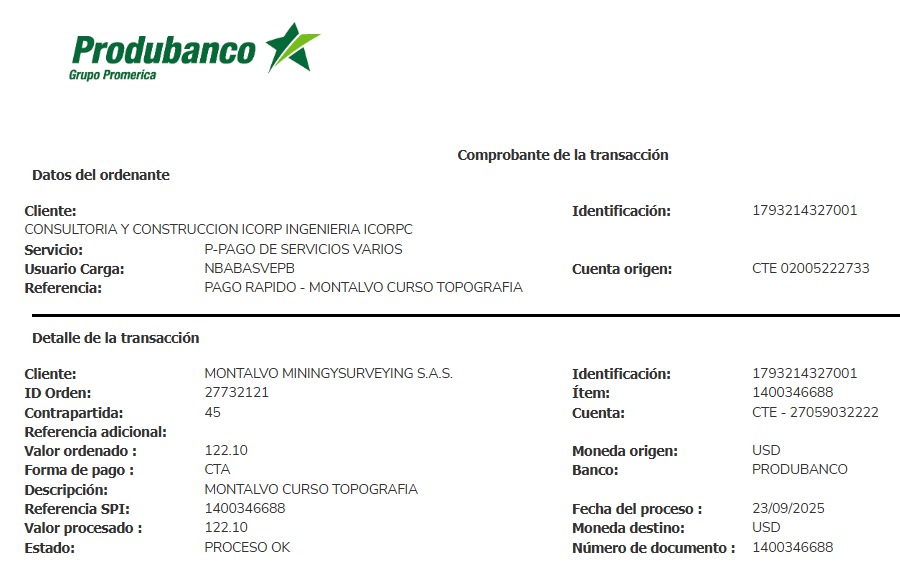 Produbanco
Grupo Promerica
Comprobante de la transacción
Datos del ordenante
Cliente: Identificación: 1793214327001
CONSULTORIA Y CONSTRUCCION ICORP INGENIERIA ICORPC
Servicio: P-PAGO DE SERVICIOS VARIOS
Usuario Carga: NBABASVEPB Cuenta origen: CTE 02005222733
Referencia: PAGO RAPIDO - MONTALVO CURSO TOPOGRAFIA
Detalle de la transacción
Cliente: MONTALVO MININGYSURVEYING S.A.S. Identificación: 1793214327001
ID Orden: 27732121 Ítem: 1400346688
Contrapartida: 45 Cuenta: CTE - 27059032222
Referencia adicional:
Valor ordenado : 122.10 Moneda origen: USD
Forma de pago : CTA Banco: PRODUBANCO
Descripción: MONTALVO CURSO TOPOGRAFIA
Referencia SPI: 1400346688 Fecha del proceso : 23/09/2025
Valor procesado : 122.10 Moneda destino: USD
Estado: PROCESO OK Número de documento : 1400346688